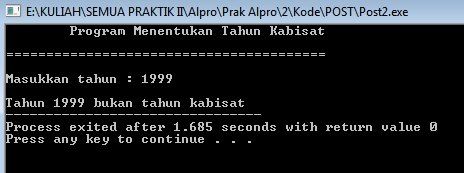 E:\KULIAH\SEMUA PRAKTIK II\Alpro\Prak Alpro\2\Kode\POST\Post2.exe
Program Menentukan Tahun Kabisat
========================================
Masukkan tahun : 1999
Tahun 1999 bukan tahun kabisat
--------------------------------
Process exited after 1.685 seconds with return value 0
Press any key to continue . . .